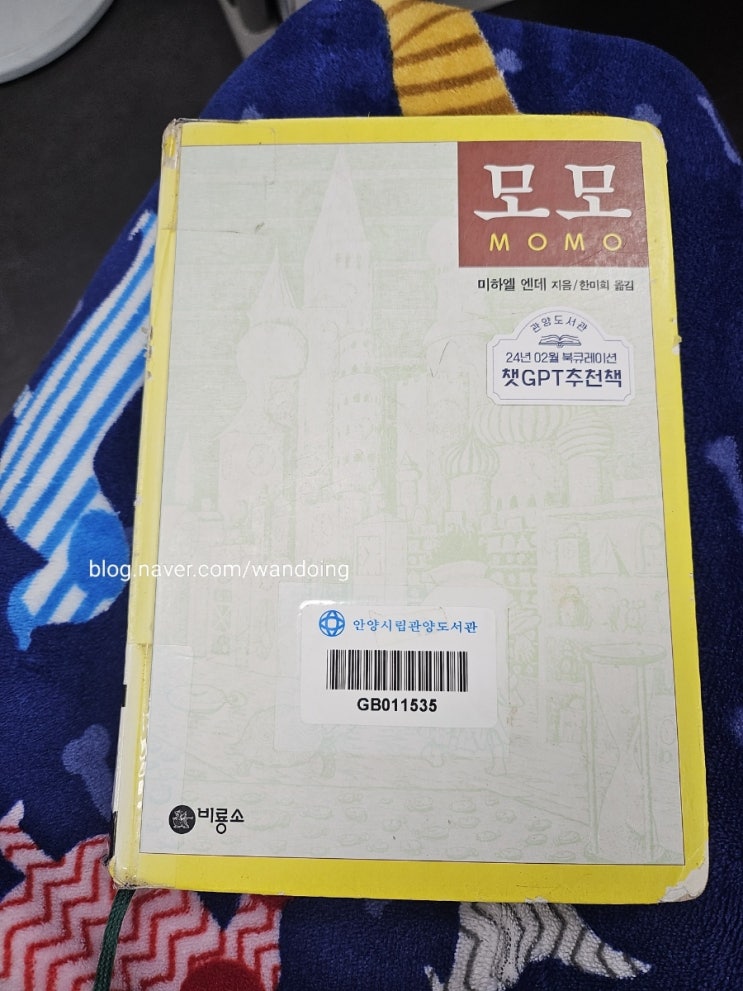 모모
MOMO
미하엘 엔데 지음/한미희 옮김
관양도서관
24년 02월 북큐레이션
챗GPT추천책
blog.naver.com/wandoing
안양시립관양도서관
GB011535
비룡소